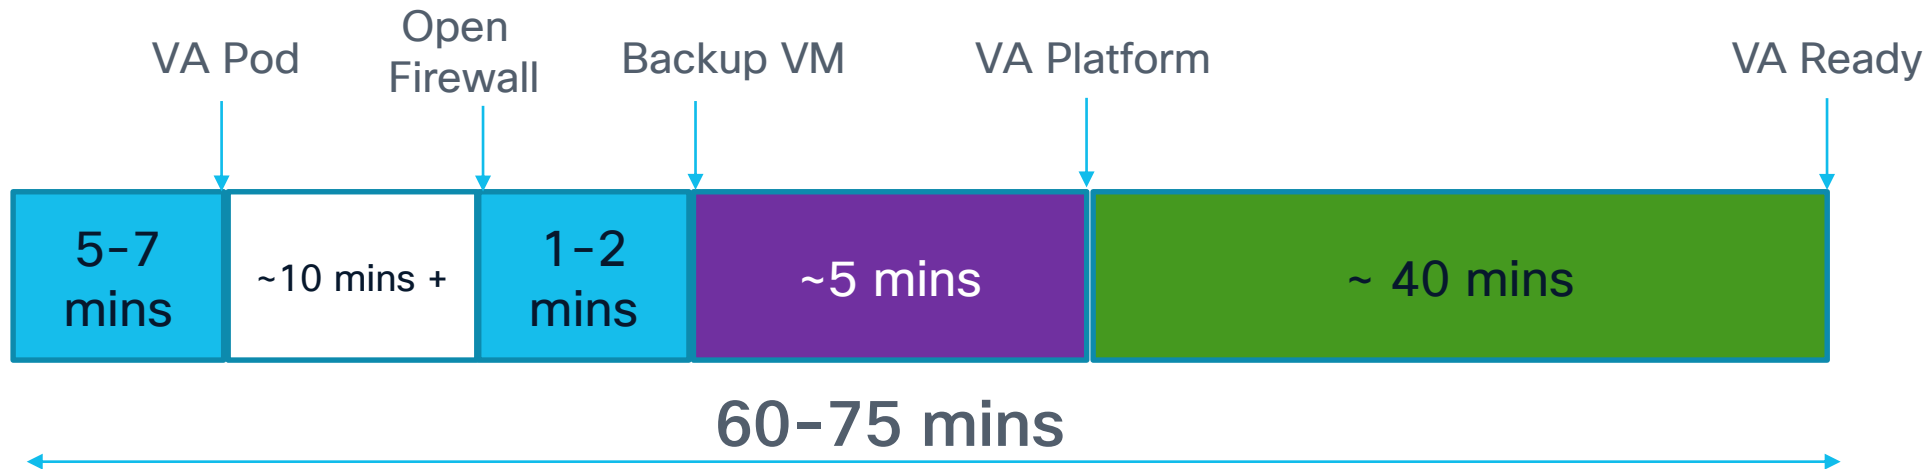 VA Pod
Open
Firewall
Backup VM
VA Platform
VA Ready
5-7
mins
~10 mins +
1-2
mins
~5 mins
~ 40 mins
60-75 mins